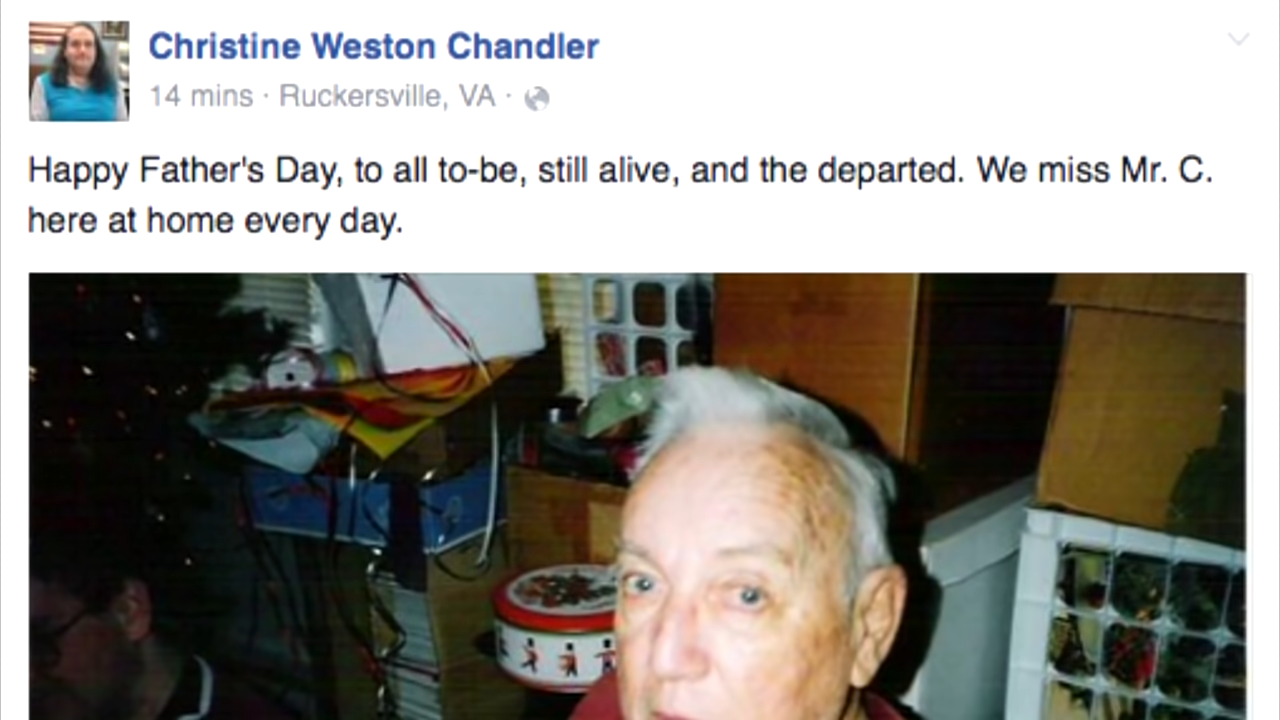 Christine Weston Chandler
14 mins · Ruckersville, VA ·
Happy Father's Day, to all to-be, still alive, and the departed. We miss Mr. C.
here at home every day.